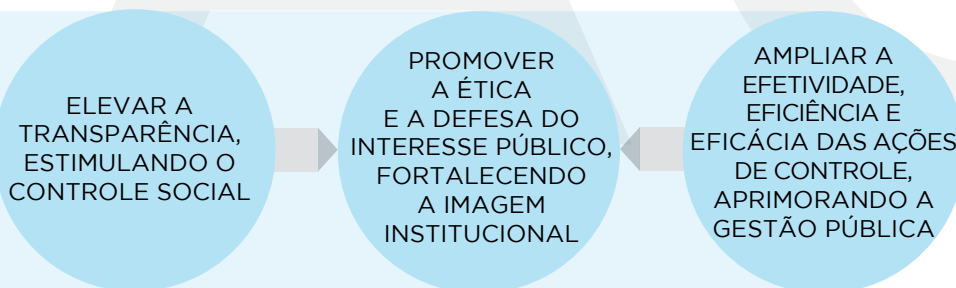 ELEVAR A
TRANSPARÊNCIA,
ESTIMULANDO O
CONTROLE SOCIAL
PROMOVER
A ÉTICA
E A DEFESA DO
INTERESSE PÚBLICO,
FORTALECENDO
A IMAGEM
INSTITUCIONAL
AMPLIAR A
EFETIVIDADE,
EFICIÊNCIA E
EFICÁCIA DAS AÇÕES
DE CONTROLE,
APRIMORANDO A
GESTÃO PÚBLICA